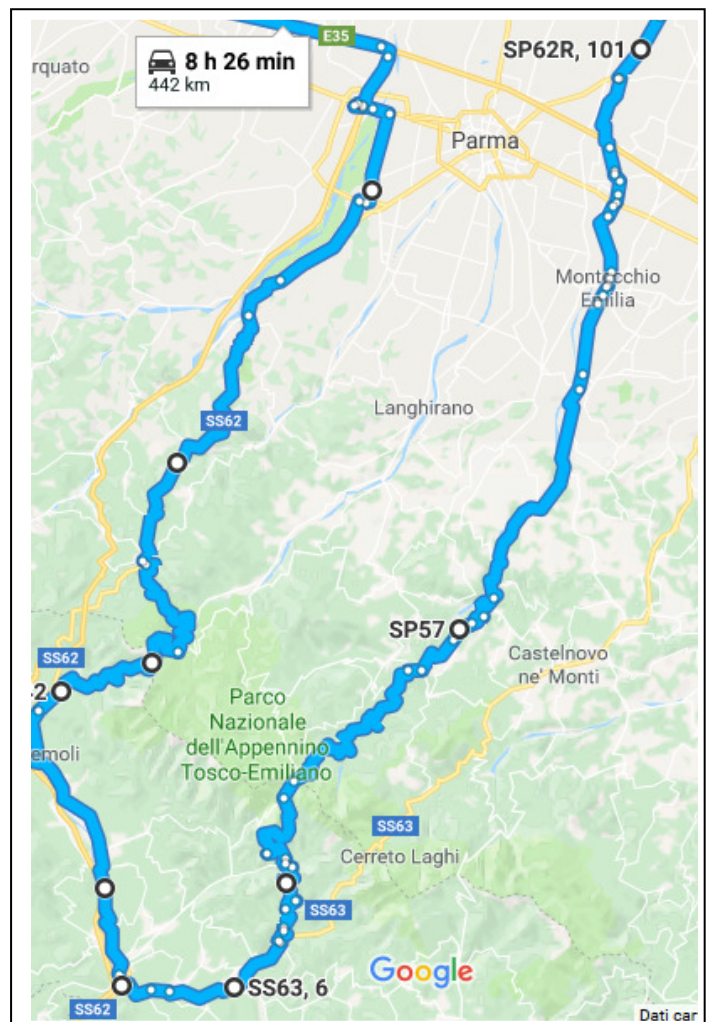 E35
8 h 26 min
442 km
SP62R, 101
rquato
Parma
Montecchio
Emilia
Langhirano
SS62
SP57
Castelnovo
ne' Monti
SS62
2
Parco
Nazionale
dell'Appennino
Tosco-Emiliano
emoli
SS63
Cerreto Laghi
SS63
SS63, 6
SS62
Google
Dati car